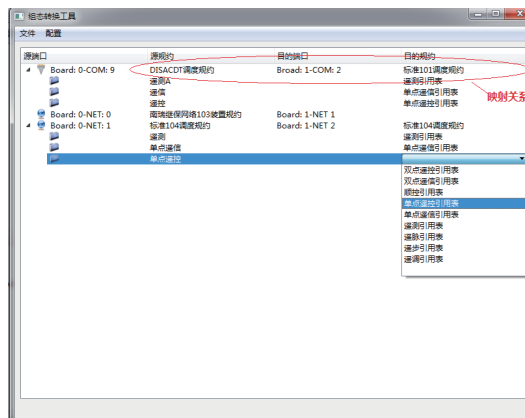 组态转换工具
文件 配置
源端口 源规约 目的端口 目的规约
Board: 0-COM: 9 DISACDT调度规约 Broad: 1-COM: 2 标准101调度规约
遥测A 遥测引用表
遥信 单点遥信引用表
遥控 单点遥控引用表
映射关系
Board: 0-NET: 0 南瑞继保网络103装置规约 Board: 1-NET 1
Board: 0-NET: 1 标准104调度规约 Board: 1-NET 2 标准104调度规约
遥测 遥测引用表
单点遥信 单点遥信引用表
单点遥控
双点遥控引用表
双点遥信引用表
顺控引用表
单点遥控引用表
单点遥信引用表
遥测引用表
遥脉引用表
遥步引用表
遥调引用表